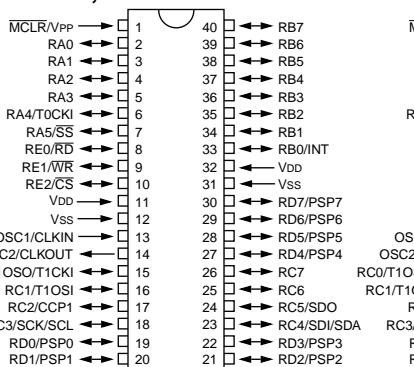 MCLR/VPP 1 40 RB7
RA0 2 39 RB6
RA1 3 38 RB5
RA2 4 37 RB4
RA3 5 36 RB3
RA4/T0CKI 6 35 RB2 R
RA5/SS 7 34 RB1
RE0/RD 8 33 RB0/INT
RE1/WR 9 32 VDD
RE2/CS 10 31 VSS
VDD 11 30 RD7/PSP7
VSS 12 29 RD6/PSP6
OSC1/CLKIN 13 28 RD5/PSP5 OS
C2/CLKOUT 14 27 RD4/PSP4 OSC2
1OSO/T1CKI 15 26 RC7 RC0/T1OS
RC1/T1OSI 16 25 RC6 RC1/T1O
RC2/CCP1 17 24 RC5/SDO R
C3/SCK/SCL 18 23 RC4/SDI/SDA RC3/
RD0/PSP0 19 22 RD3/PSP3 R
RD1/PSP1 20 21 RD2/PSP2 R